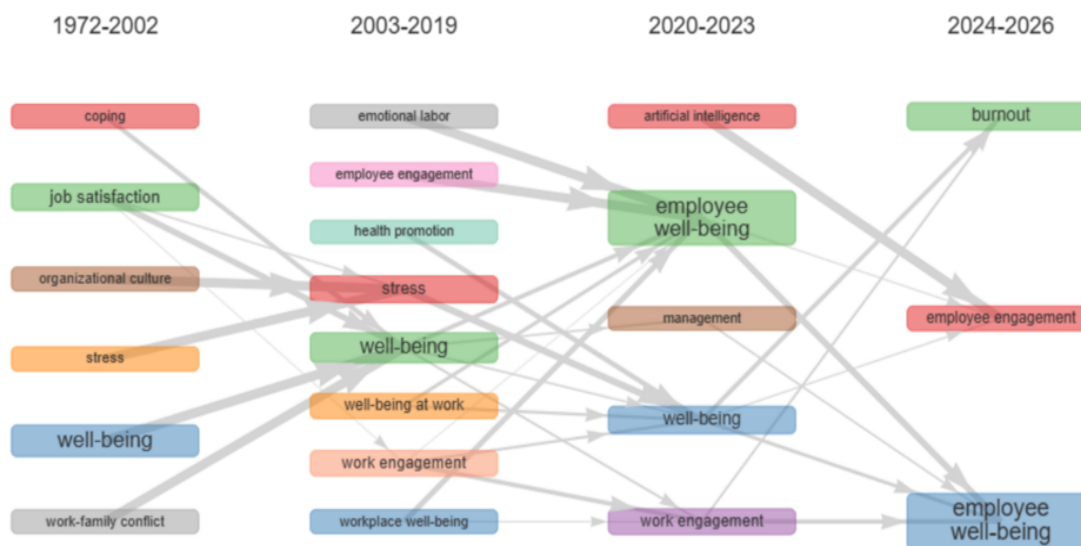 1972-2002
2003-2019
2020-2023
2024-2026
coping
job satisfaction
organizational culture
stress
well-being
work-family conflict
emotional labor
employee engagement
health promotion
stress
well-being
well-being at work
work engagement
workplace well-being
artificial intelligence
employee
well-being
management
well-being
work engagement
burnout
employee engagement
employee
well-being